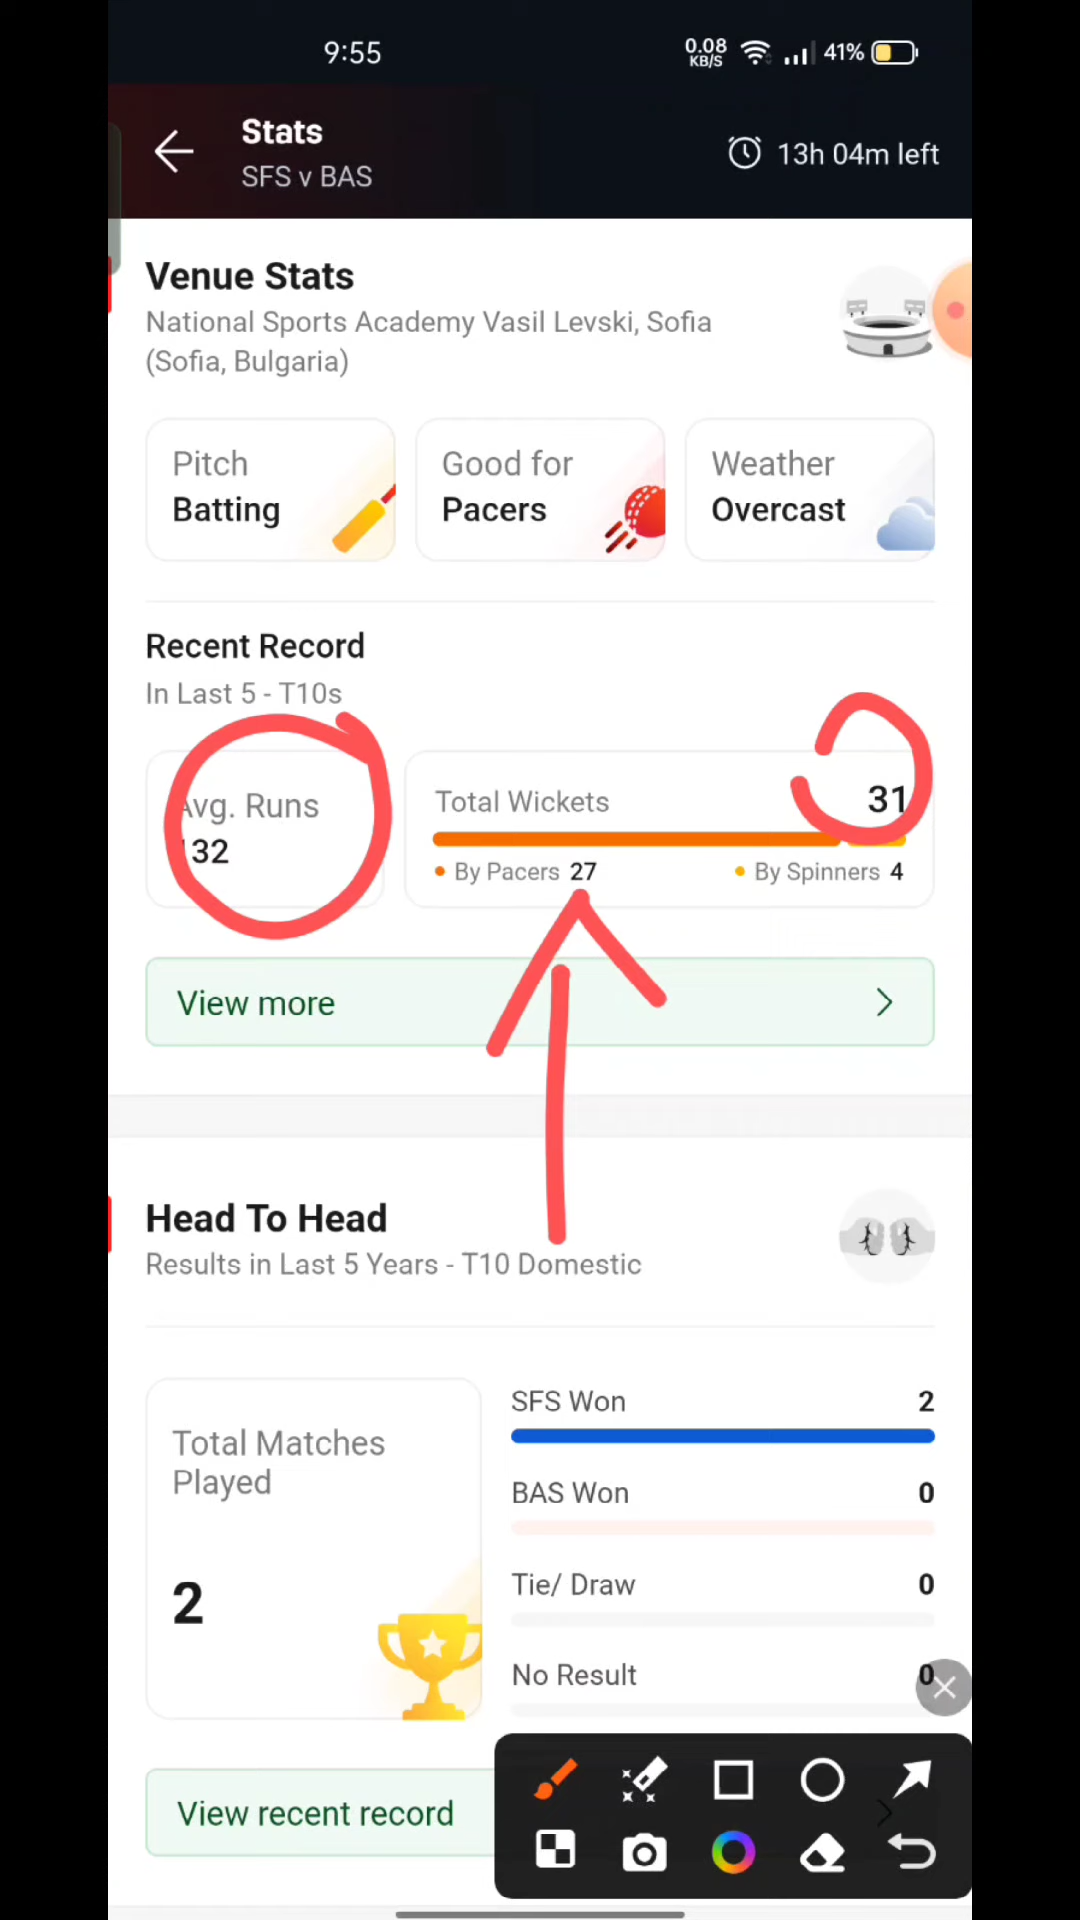 9:55
0.08 KB/S
41%
Stats
SFS v BAS
13h 04m left
Venue Stats
National Sports Academy Vasil Levski, Sofia
(Sofia, Bulgaria)
Pitch
Batting
Good for
Pacers
Weather
Overcast
Recent Record
In Last 5 - T10s
Avg. Runs
132
Total Wickets 31
By Pacers 27
By Spinners 4
View more
Head To Head
Results in Last 5 Years - T10 Domestic
Total Matches
Played
2
SFS Won 2
BAS Won 0
Tie/ Draw 0
No Result 0
View recent record